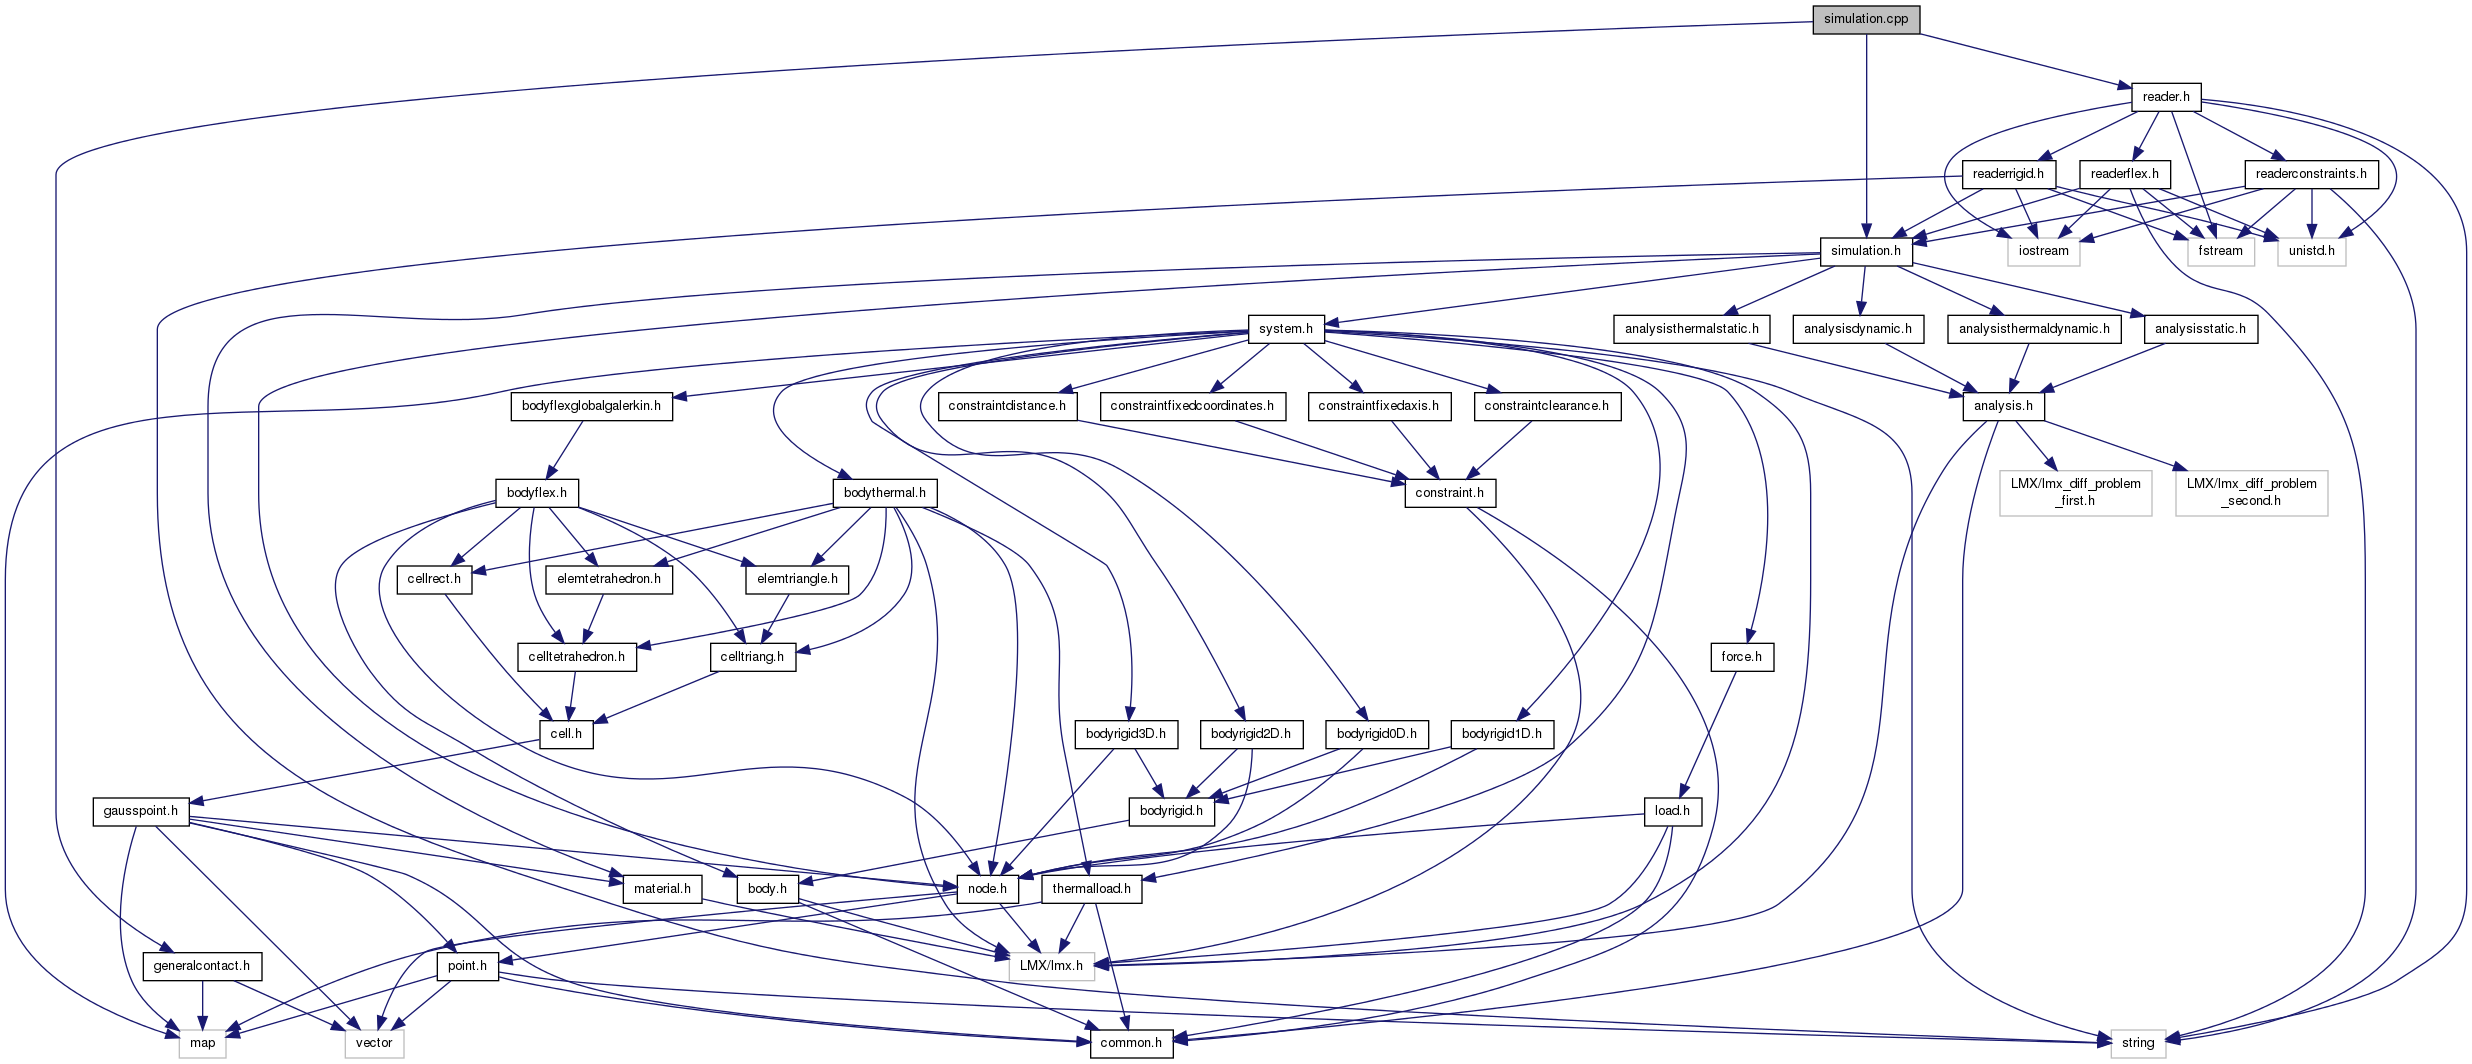 simulation.cpp
reader.h
readerrigid.h
readerflex.h
readerconstraints.h
simulation.h
iostream
fstream
unistd.h
system.h
analysisthermalstatic.h
analysisdynamic.h
analysisthermaldynamic.h
analysisstatic.h
bodyflexglobalgalerkin.h
constraintdistance.h
constraintfixedcoordinates.h
constraintfixedaxis.h
constraintclearance.h
analysis.h
bodyflex.h
bodythermal.h
constraint.h
LMX/lmx_diff_problem
_first.h
LMX/lmx_diff_problem
_second.h
cellrect.h
elemtetrahedron.h
elemtriangle.h
celltetrahedron.h
celltriang.h
force.h
cell.h
bodyrigid3D.h
bodyrigid2D.h
bodyrigid0D.h
bodyrigid1D.h
gausspoint.h
bodyrigid.h
load.h
material.h
body.h
node.h
thermalload.h
generalcontact.h
point.h
LMX/lmx.h
map
vector
common.h
string